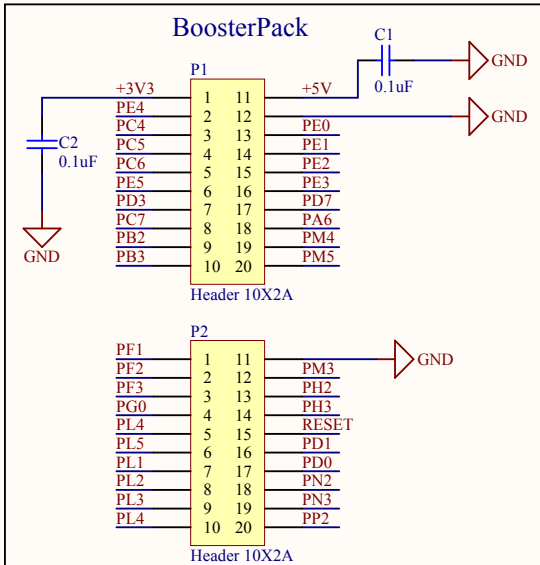 BoosterPack
C1
0.1uF
GND
P1
+3V3 1 11 +5V
PE4 2 12 GND
PC4 3 13 PE0
PC5 4 14 PE1
C2
0.1uF
PC6 5 15 PE2
PE5 6 16 PE3
PD3 7 17 PD7
PC7 8 18 PA6
PB2 9 19 PM4
PB3 10 20 PM5
GND
Header 10X2A
P2
PF1 1 11 GND
PF2 2 12 PM3
PF3 3 13 PH2
PG0 4 14 PH3
PL4 5 15 RESET
PL5 6 16 PD1
PL1 7 17 PD0
PL2 8 18 PN2
PL3 9 19 PN3
PL4 10 20 PP2
Header 10X2A